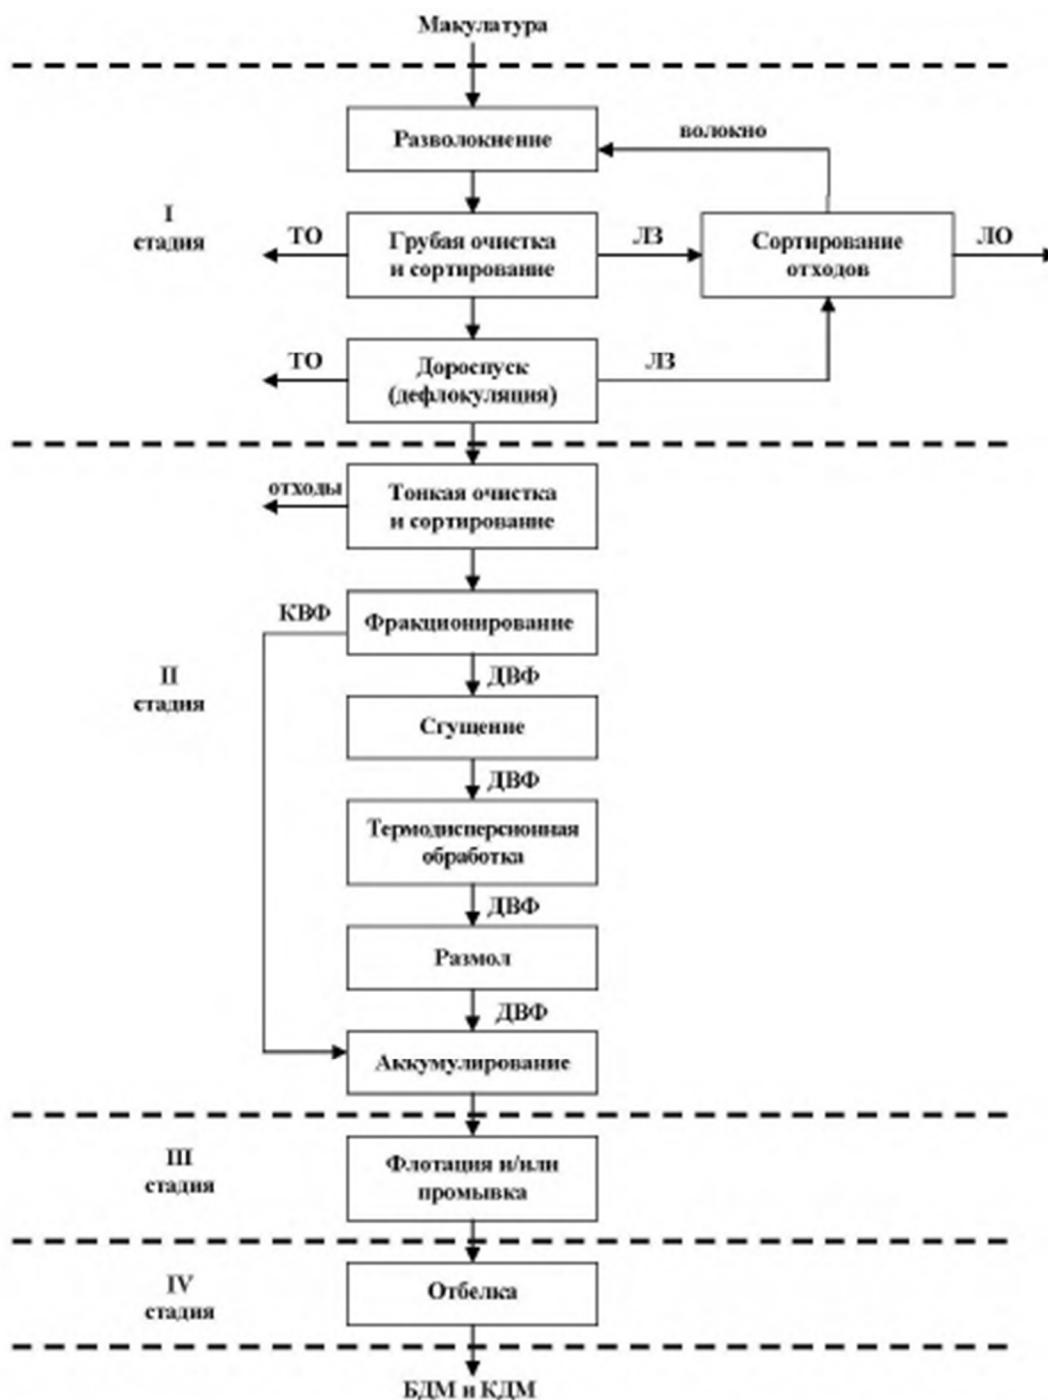 Макулатура
Разволокнение
волокно
I
стадия
ТО
Грубая очистка
и сортирование
ЛЗ
Сортирование
отходов
ЛО
ТО
Дороспуск
(дефлокуляция)
ЛЗ
отходы
Тонкая очистка
и сортирование
КВФ
Фракционирование
ДВФ
II
стадия
Сгущение
ДВФ
Термодисперсионная
обработка
ДВФ
Размол
ДВФ
Аккумулирование
III
стадия
Флотация и/или
промывка
IV
стадия
Отбелка
БДМ и КДМ